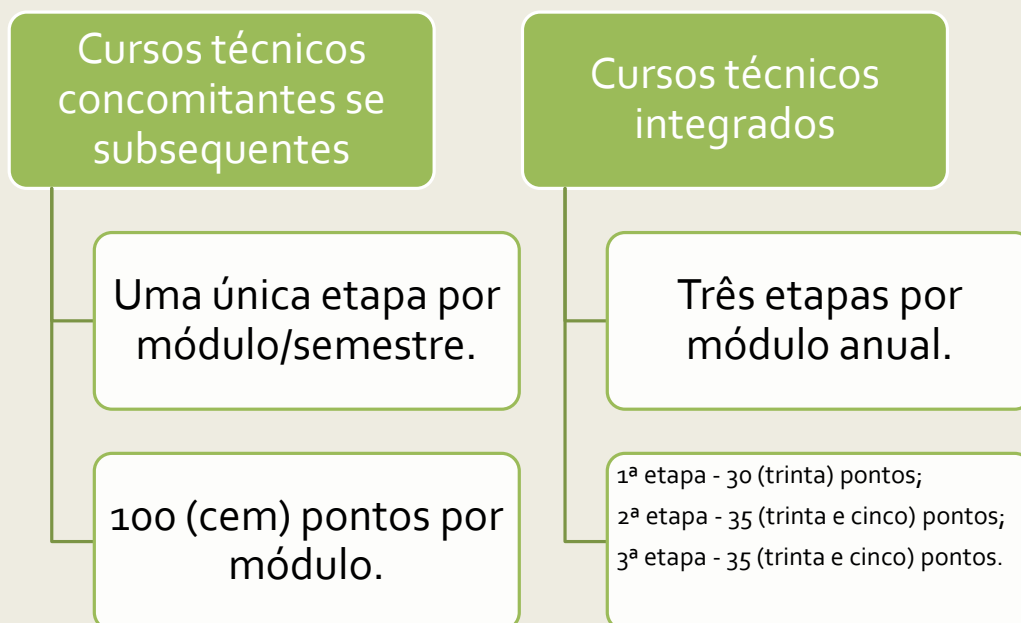 Cursos técnicos
concomitantes se
subsequentes
Uma única etapa por
módulo/semestre.
100 (cem) pontos por
módulo.
Cursos técnicos
integrados
Três etapas por
módulo anual.
1ª etapa - 30 (trinta) pontos;
2ª etapa - 35 (trinta e cinco) pontos;
3ª etapa - 35 (trinta e cinco) pontos.